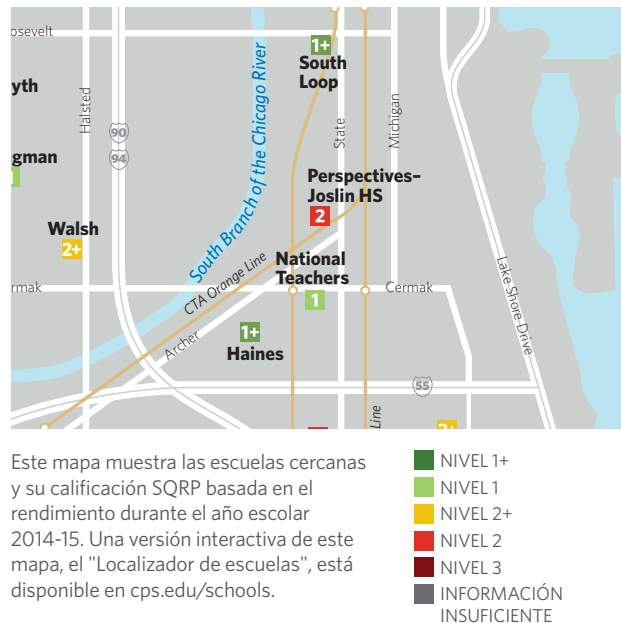 osevelt
1+
South
Loop
yth
Halsted
90
94
South Branch of the Chicago River
State
Michigan
gman
Perspectives–
Joslin HS
2
Walsh
2+
CTA Orange Line
National
Teachers
1
rmak
Cermak
Lake Shore Drive
1+
Haines
Archer
55
Line
2+
Este mapa muestra las escuelas cercanas
y su calificación SQRP basada en el
rendimiento durante el año escolar
2014-15. Una versión interactiva de este
mapa, el "Localizador de escuelas", está
disponible en cps.edu/schools.
NIVEL 1+
NIVEL 1
NIVEL 2+
NIVEL 2
NIVEL 3
INFORMACIÓN
INSUFICIENTE